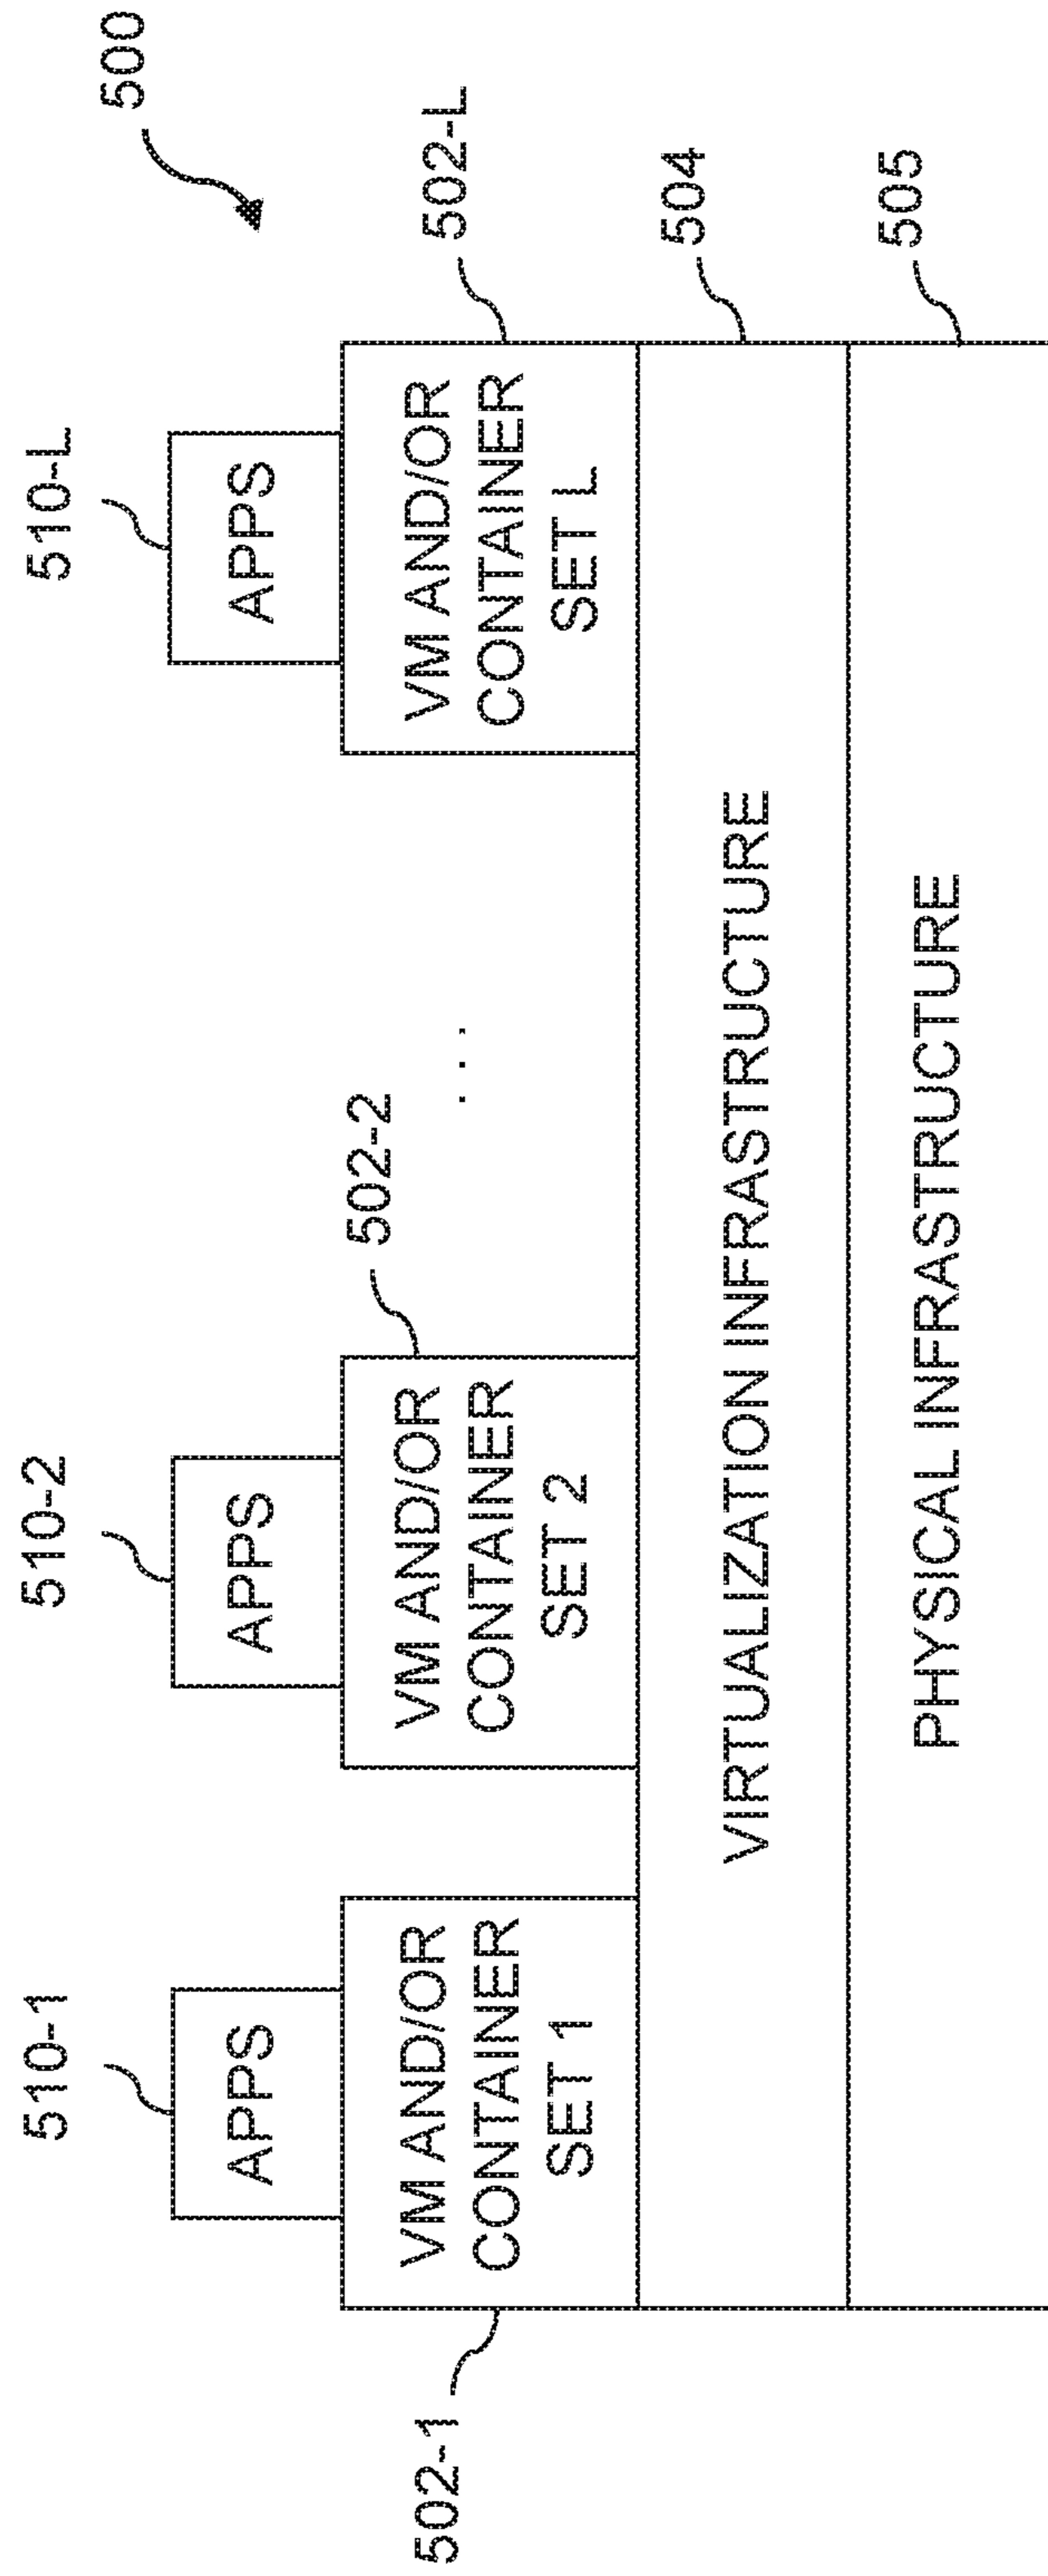 500
510-1
510-2
510-L
APPS
APPS
APPS
502-2
502-1
VM AND/OR
CONTAINER
SET 1
VM AND/OR
CONTAINER
SET 2
. . .
VM AND/OR
CONTAINER
SET L
502-L
VIRTUALIZATION INFRASTRUCTURE
504
PHYSICAL INFRASTRUCTURE
505